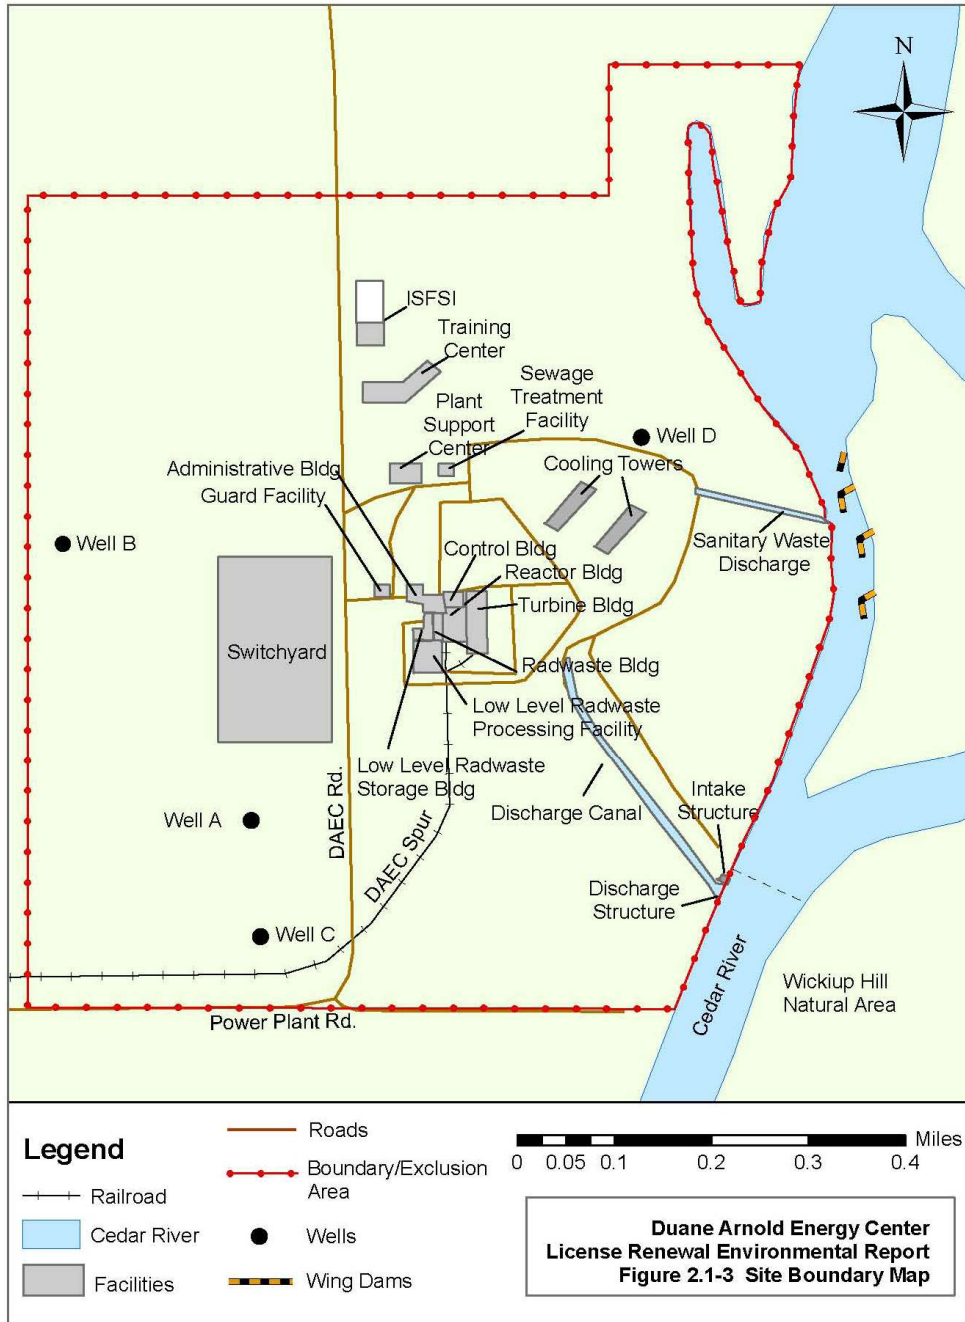 N
ISFSI
Training
Center
Sewage
Treatment
Facility
Plant
Support
Center
Well D
Administrative Bldg
Guard Facility
Cooling Towers
Well B
Control Bldg
Reactor Bldg
Turbine Bldg
Sanitary Waste
Discharge
Switchyard
Radwaste Bldg
Low Level Radwaste
Processing Facility
Low Level Radwaste
Storage Bldg
Discharge Canal
Intake
Structure
Well A
DAEC Rd.
DAEC Spur
Discharge
Structure
Well C
Cedar River
Wickiup Hill
Natural Area
Power Plant Rd.
Legend
Railroad
Cedar River
Facilities
Roads
Boundary/Exclusion
Area
Wells
Wing Dams
Miles
0 0.05 0.1 0.2 0.3 0.4
Duane Arnold Energy Center
License Renewal Environmental Report
Figure 2.1-3 Site Boundary Map